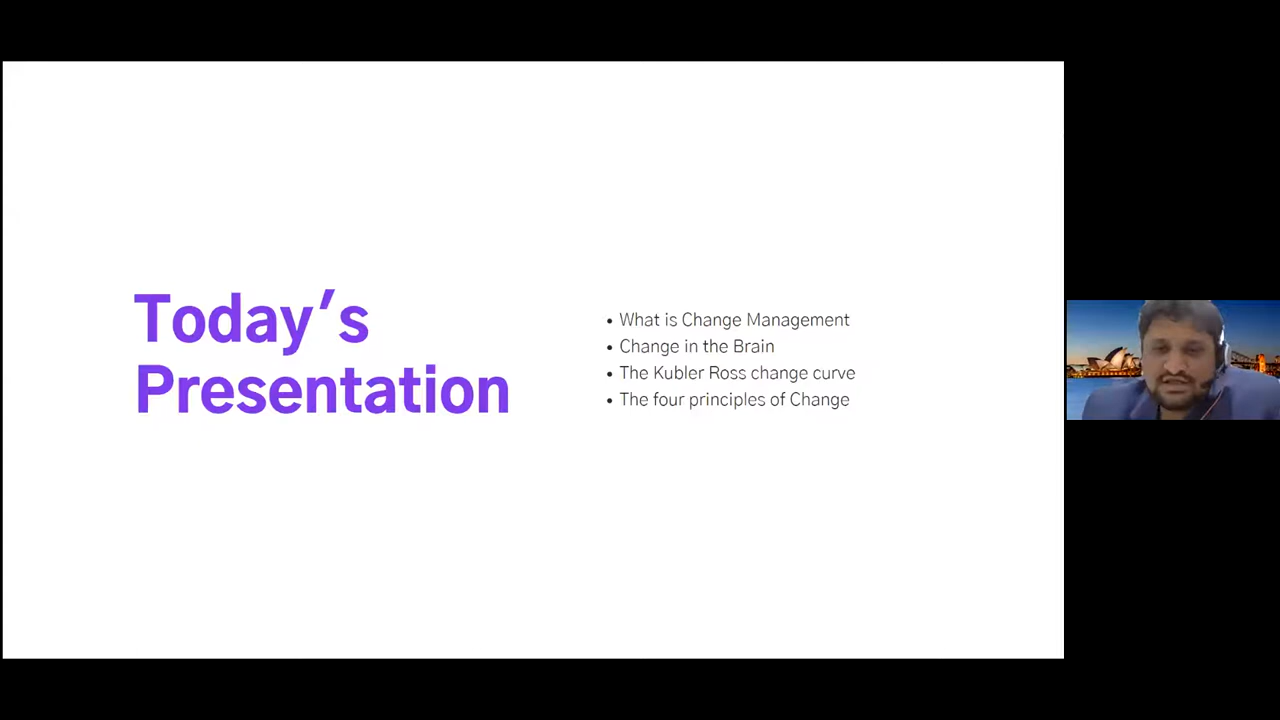 Today's
Presentation
• What is Change Management
• Change in the Brain
• The Kubler Ross change curve
• The four principles of Change